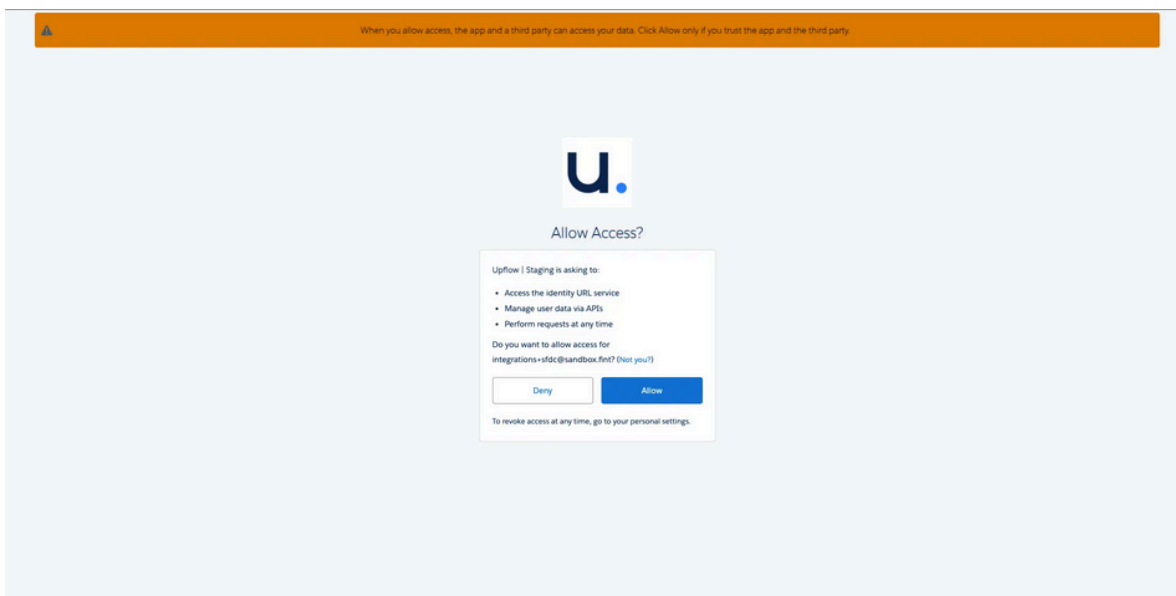 When you allow access, the app and a third party can access your data. Click Allow only if you trust the app and the third party.
u.
Allow Access?
Upflow | Staging is asking to:
• Access the identity URL service
• Manage user data via APIs
• Perform requests at any time
Do you want to allow access for
integrations+sfdc@sandbox.fint? (Not you?)
Deny
Allow
To revoke access at any time, go to your personal settings.